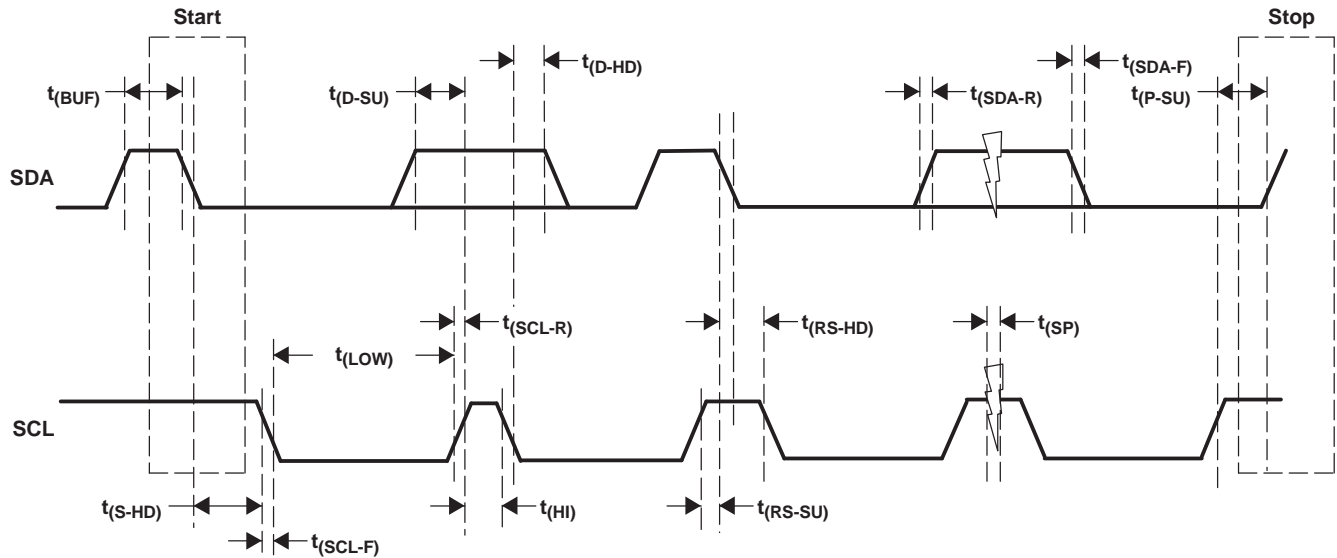 Start
Stop
t(D-HD)
t(SDA-F)
t(BUF)
t(D-SU)
t(SDA-R)
t(P-SU)
SDA
t(SCL-R)
t(RS-HD)
t(SP)
t(LOW)
SCL
t(S-HD)
t(HI)
t(RS-SU)
t(SCL-F)